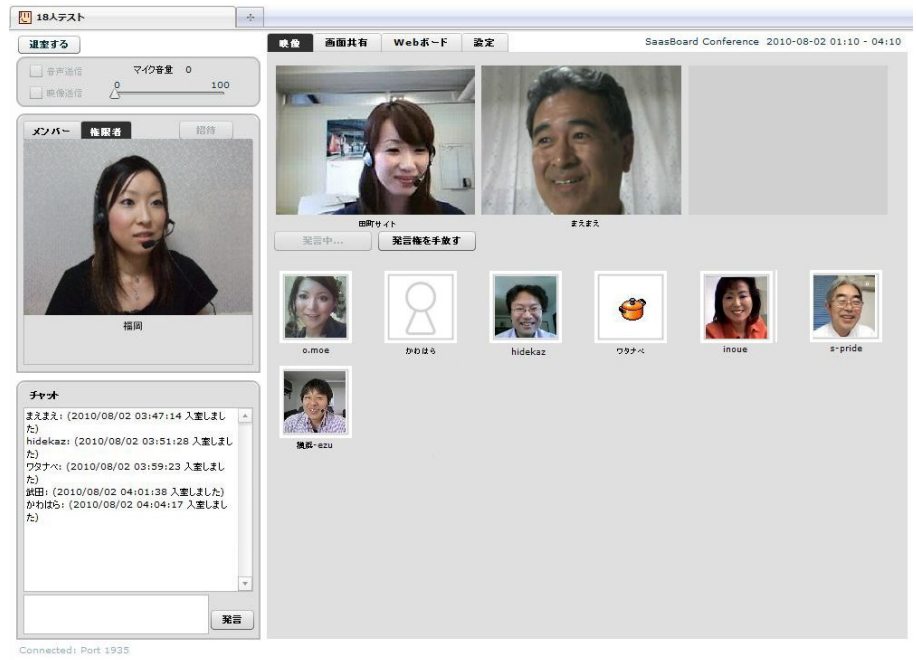 18人テスト
退室する
音声送信
映像送信
マイク音量 0
0 100
メンバー 権限者 招待
福岡
チャット
まえまえ: (2010/08/02 03:47:14 入室しまし
た)
hidekaz: (2010/08/02 03:51:28 入室しまし
た)
ワタナベ: (2010/08/02 03:59:23 入室しまし
た)
武田: (2010/08/02 04:01:38 入室しました)
かわはら: (2010/08/02 04:04:17 入室しまし
た)
発言
Connected: Port 1935
映像 画面共有 Webボード 設定
SaasBoard Conference 2010-08-02 01:10 - 04:10
田町サイト まえまえ
発言中... 発言権を手放す
o.moe かわはら hidekaz ワタナベ inoue s-pride
-ezu